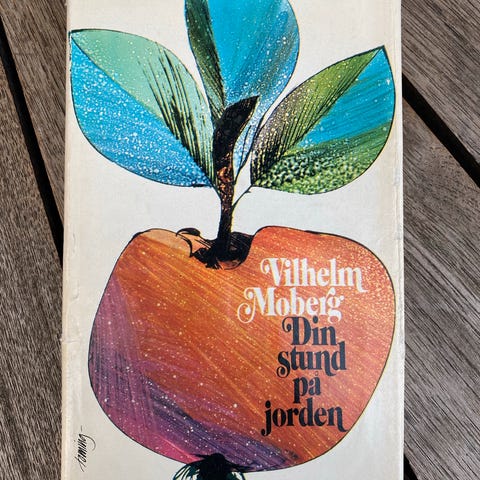 Vilhelm
Moberg
Din
stund
på
jorden